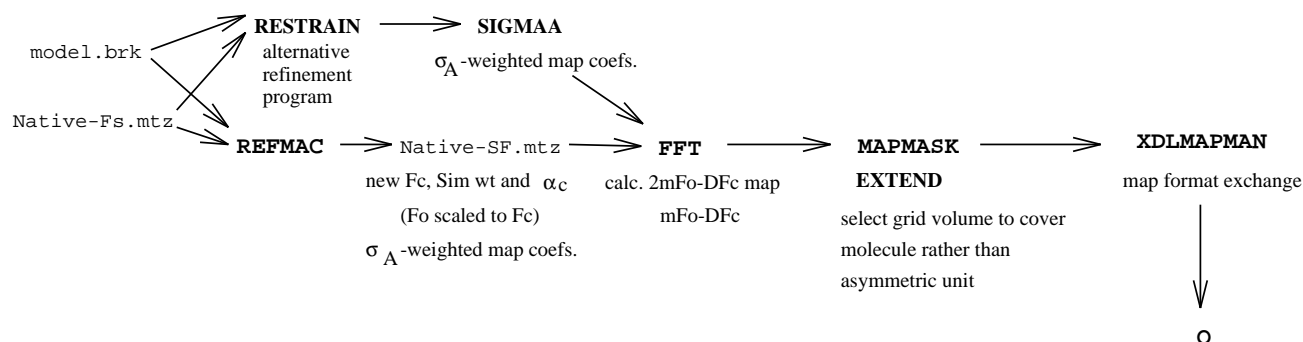 RESTRAIN
alternative
refinement
program
SIGMAA
σA-weighted map coefs.
model.brk
Native-Fs.mtz
REFMAC
Native-SF.mtz
new Fc, Sim wt and αc
(Fo scaled to Fc)
σA-weighted map coefs.
FFT
calc. 2mFo-DFc map
mFo-DFc
MAPMASK
EXTEND
select grid volume to cover
molecule rather than
asymmetric unit
XDLMAPMAN
map format exchange
O